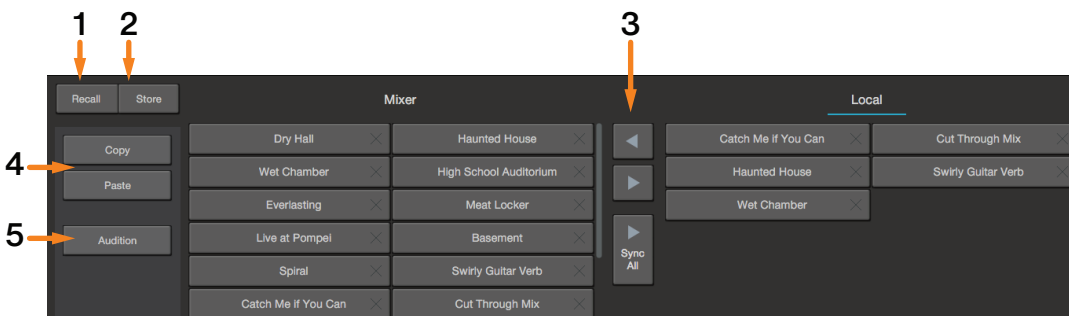 1 2 3
Recall Store Mixer Local
Dry Hall Haunted House Catch Me if You Can Cut Through Mix
Copy
4
Wet Chamber High School Auditorium Haunted House Swirly Guitar Verb
Paste
Everlasting Meat Locker Wet Chamber
5 Audition Live at Pompei Basement
Sync
All
Spiral Swirly Guitar Verb
Catch Me if You Can Cut Through Mix